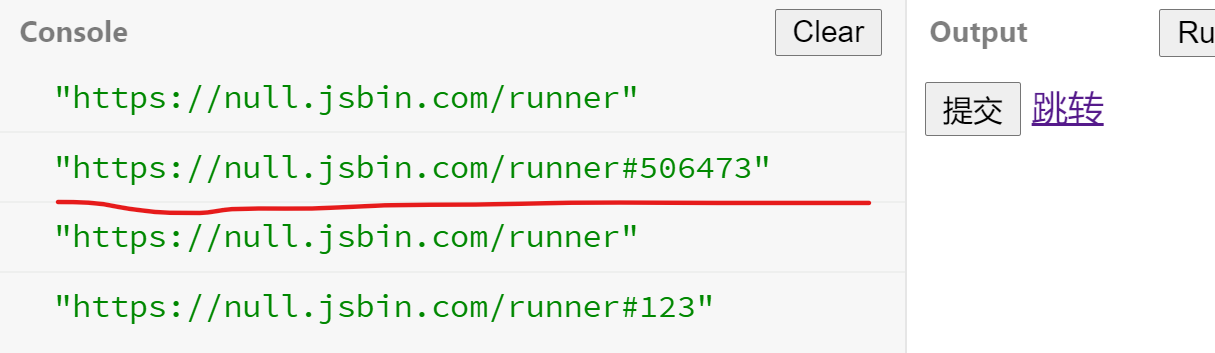 Console
Clear
"https://null.jsbin.com/runner"
"https://null.jsbin.com/runner#506473"
"https://null.jsbin.com/runner"
"https://null.jsbin.com/runner#123"
Output
Ru
提交 跳转